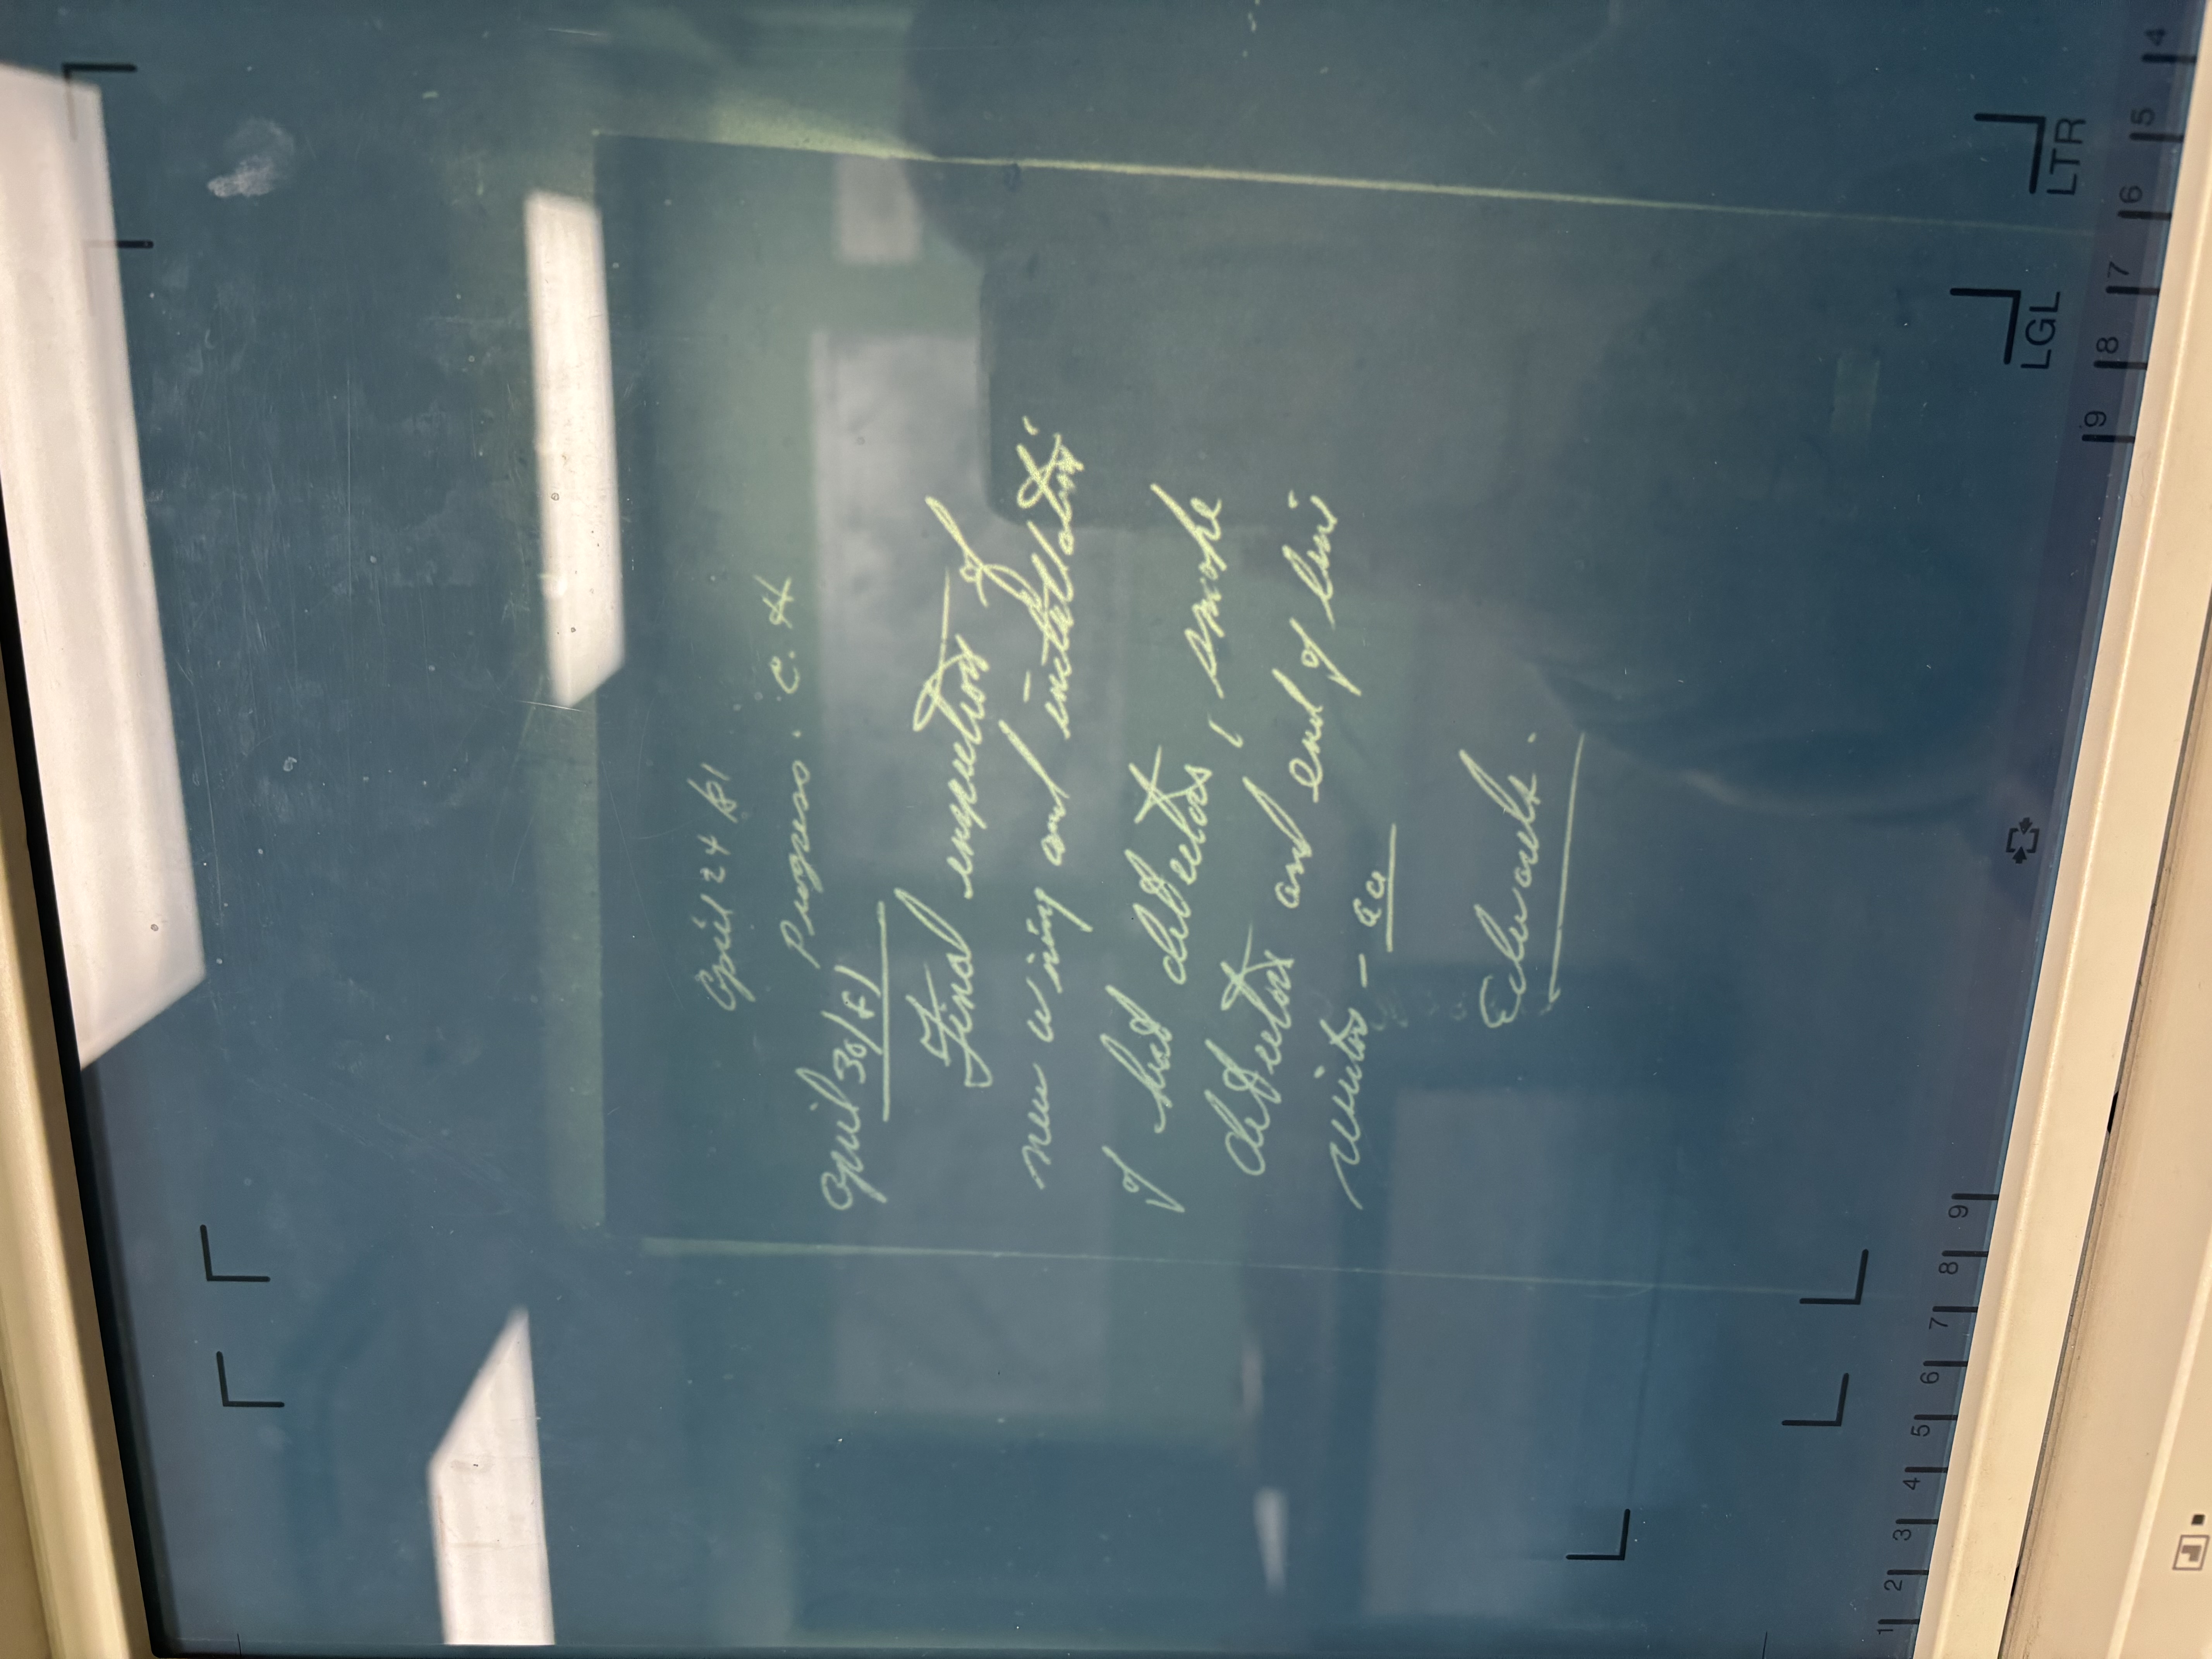 April 24/81
Progress. C. H
April 30/81
Final inspection of
new wiring and installation
of heat detectors, smoke
detectors and end of line
resistor -
Edwards.
1 2 3 4 5 6 7 8 9
LGL LTR
9 8 7 6 5 4